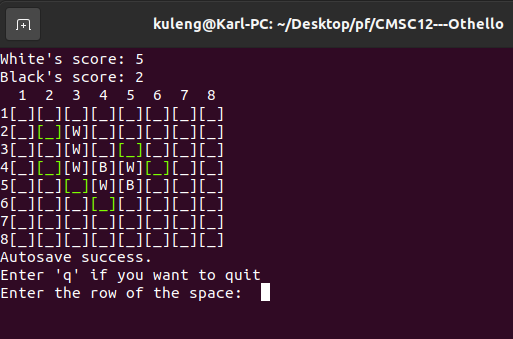 kuleng@Karl-PC: ~/Desktop/pf/CMSC12---Othello
White's score: 5
Black's score: 2
  1  2  3  4  5  6  7  8
1[_][_][_][_][_][_][_][_]
2[_][_][W][_][_][_][_][_]
3[_][_][W][_][_][_][_][_]
4[_][_][W][B][W][_][_][_]
5[_][_][_][W][B][_][_][_]
6[_][_][_][_][_][_][_][_]
7[_][_][_][_][_][_][_][_]
8[_][_][_][_][_][_][_][_]
Autosave success.
Enter 'q' if you want to quit
Enter the row of the space: